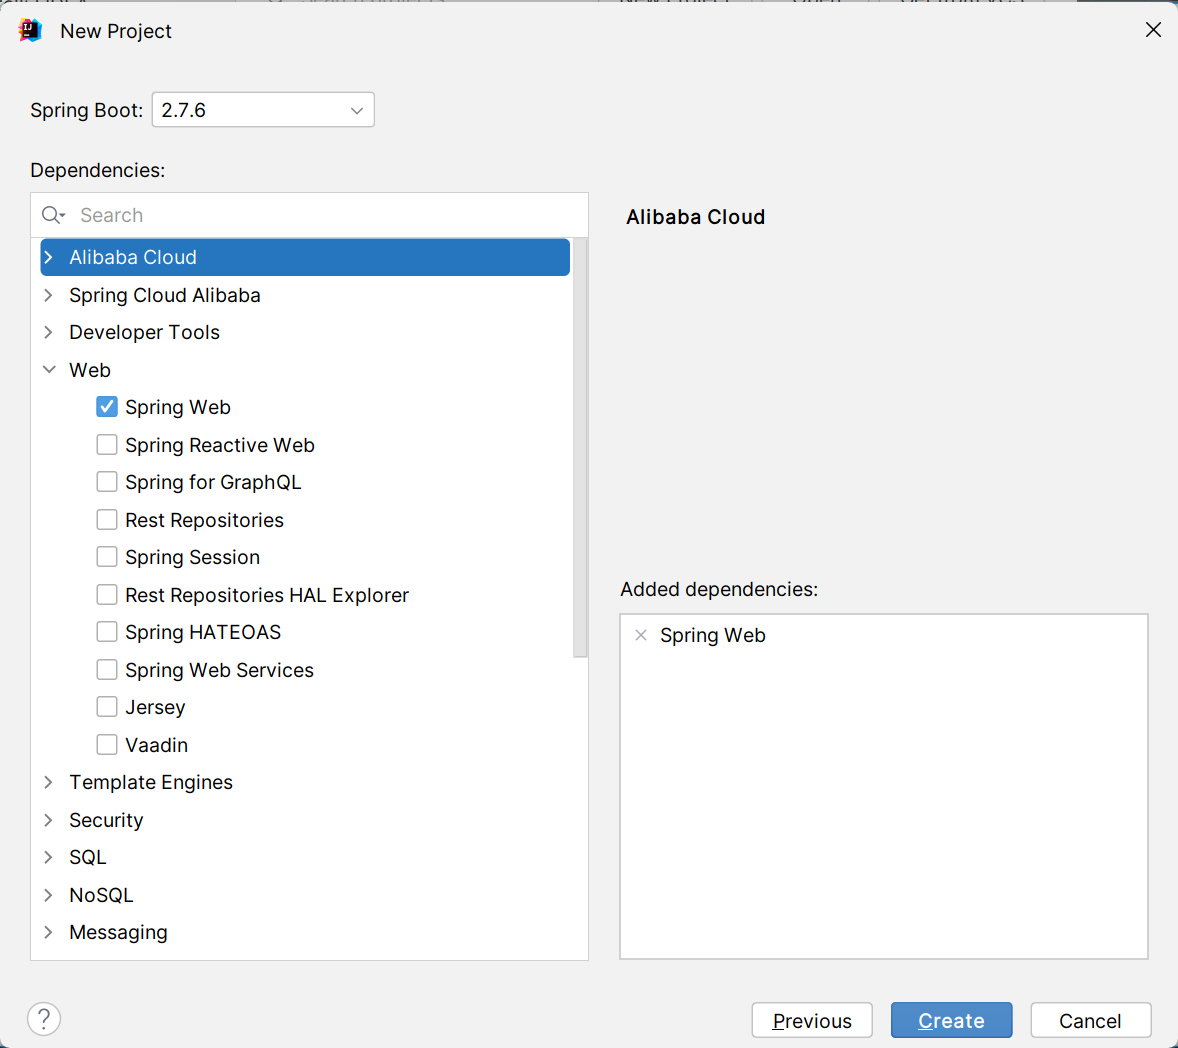 New Project
Spring Boot: 2.7.6
Dependencies:
Search
Alibaba Cloud
Spring Cloud Alibaba
Developer Tools
Web
Spring Web
Spring Reactive Web
Spring for GraphQL
Rest Repositories
Spring Session
Rest Repositories HAL Explorer
Spring HATEOAS
Spring Web Services
Jersey
Vaadin
Template Engines
Security
SQL
NoSQL
Messaging
Alibaba Cloud
Added dependencies:
Spring Web
?
Previous
Create
Cancel